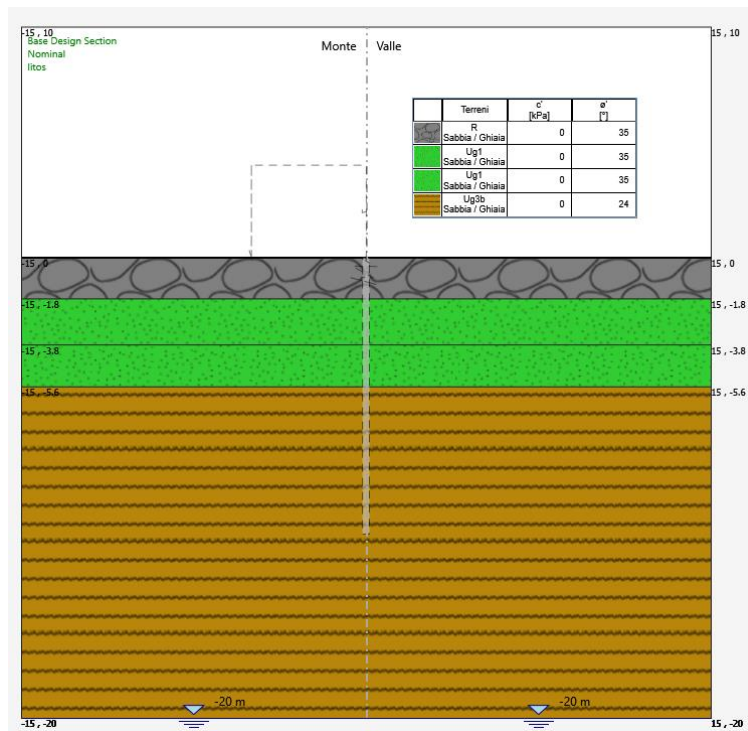 -15, 10
15, 10
Base Design Section
Nominal
litos
Monte Valle
Terreni c' [kPa] ø' [°]
R
Sabbia / Ghiaia 0 35
Ug1
Sabbia / Ghiaia 0 35
Ug1
Sabbia / Ghiaia 0 35
Ug3b
Sabbia / Ghiaia 0 24
-15, 0
15, 0
-15, -1.8
15, -1.8
-15, -3.8
15, -3.8
-15, -5.6
15, -5.6
-20 m
-20 m
-15, -20
15, -20